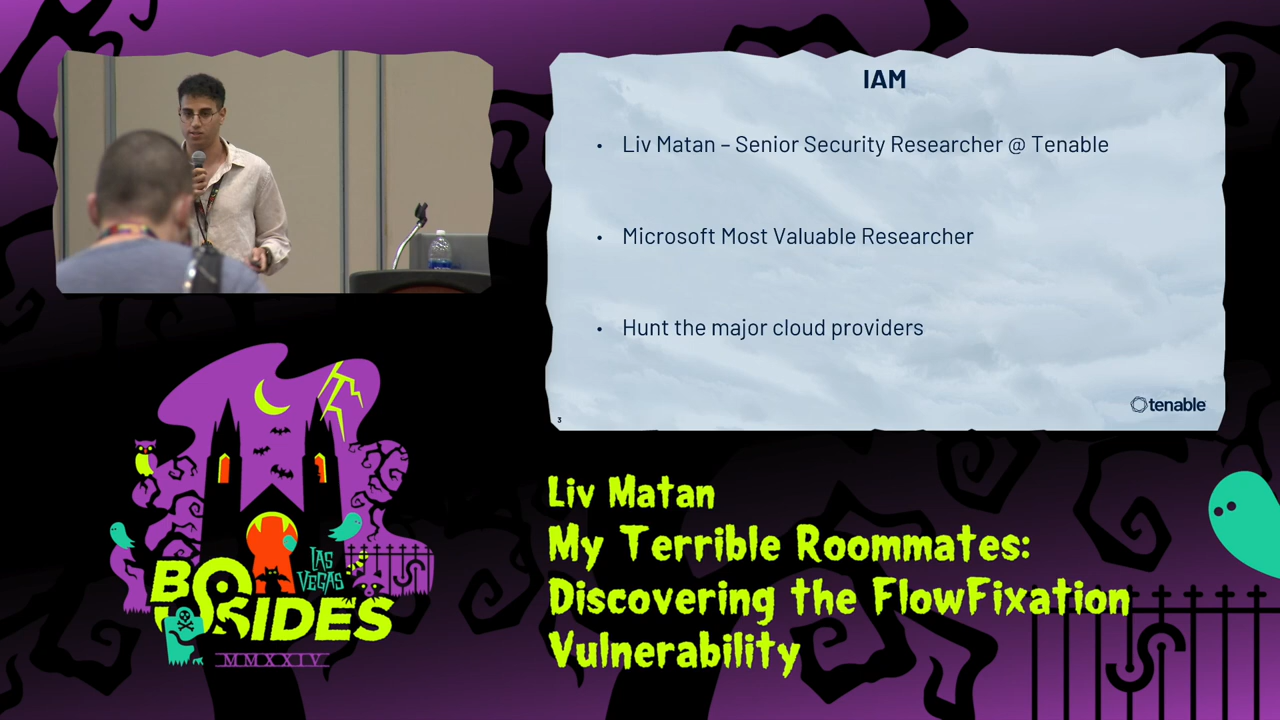 IAM
• Liv Matan – Senior Security Researcher @ Tenable
• Microsoft Most Valuable Researcher
• Hunt the major cloud providers
3
tenable
LAS
VEGAS
BSIDES
MMXXIV
Liv Matan
My Terrible Roommates:
Discovering the FlowFixation
Vulnerability